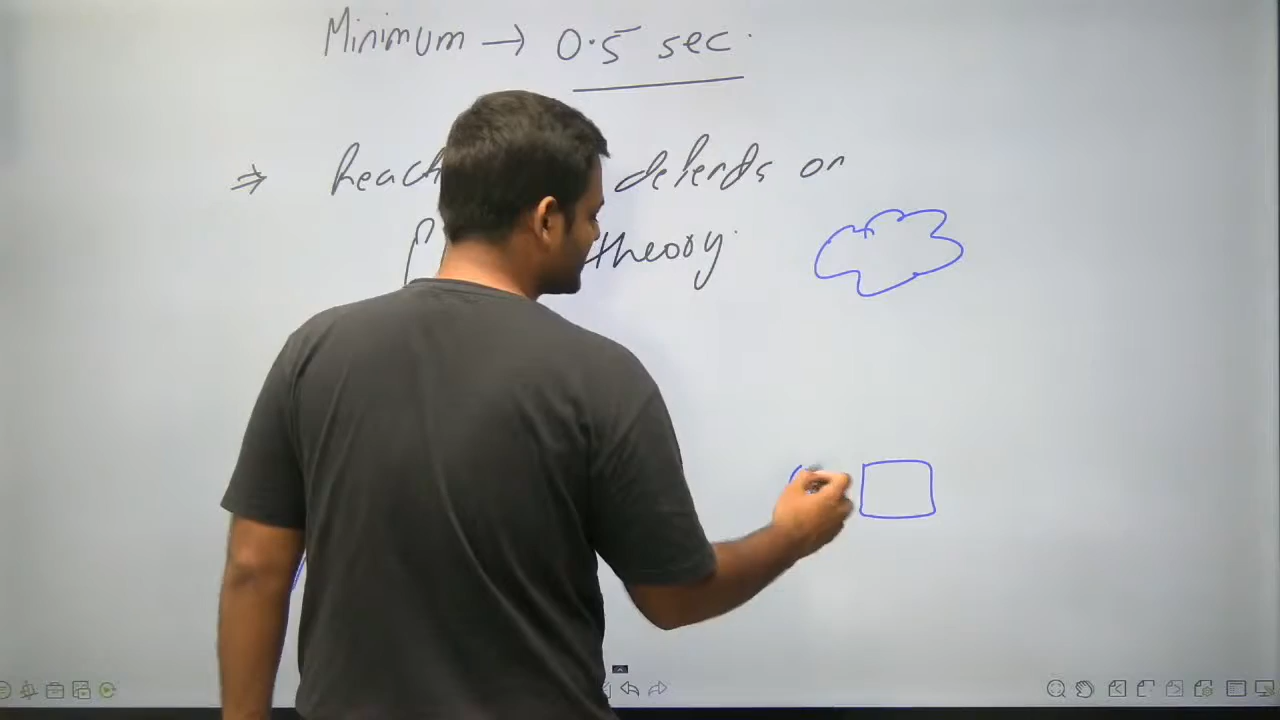 Minimum → 0.5 sec.
⇒ Reach depends on
theory.